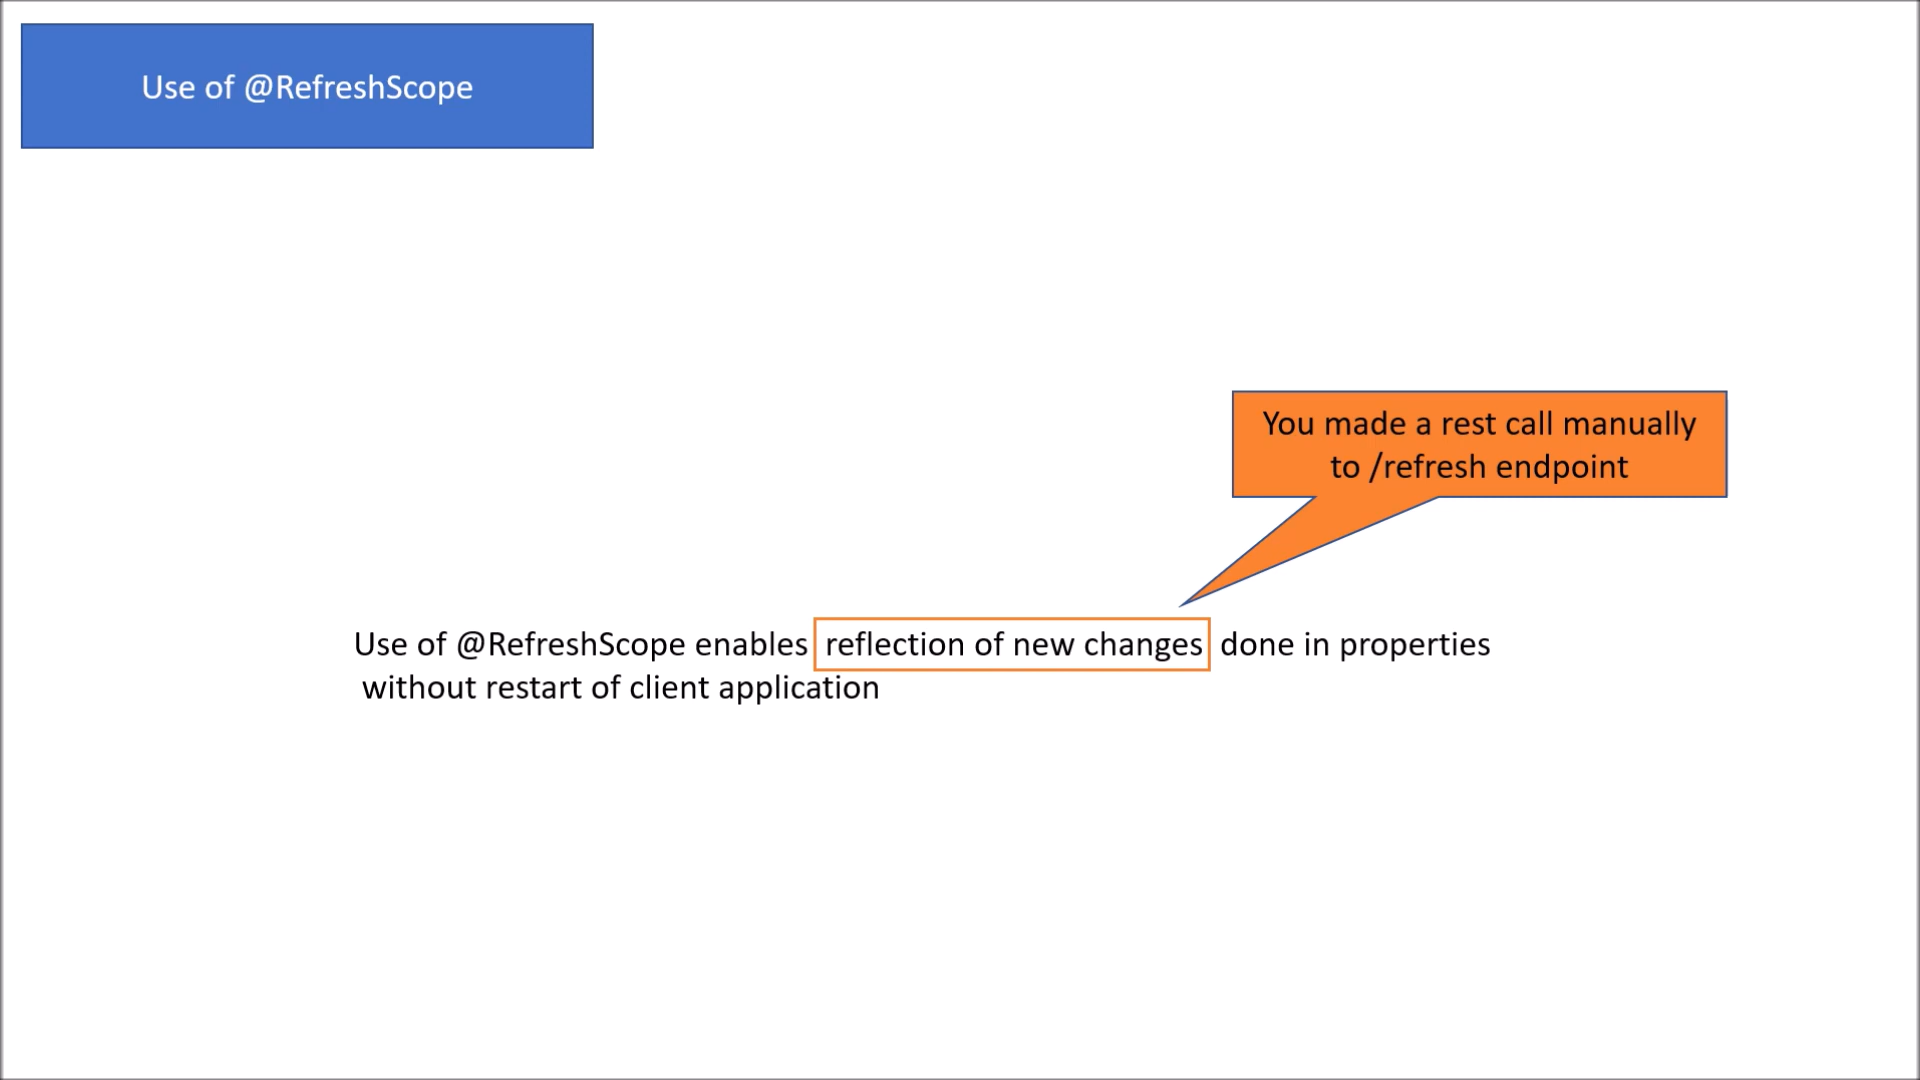 Use of @RefreshScope
You made a rest call manually
to /refresh endpoint
Use of @RefreshScope enables reflection of new changes done in properties
without restart of client application